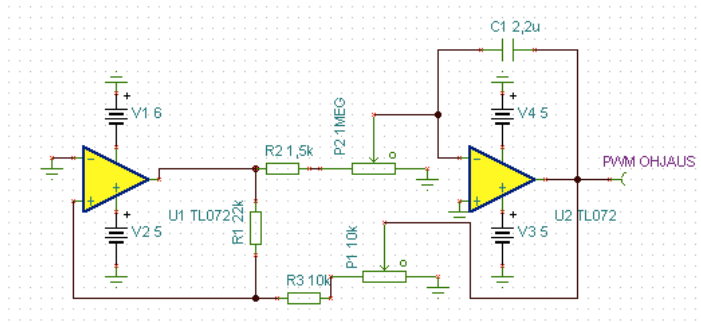 C1 2,2u
V1 6
V4 5
P2 1MEG
R2 1,5k
PWM OHJAUS
U1 TL072
R1 22k
U2 TL072
V2 5
V3 5
P1 10k
R3 10k